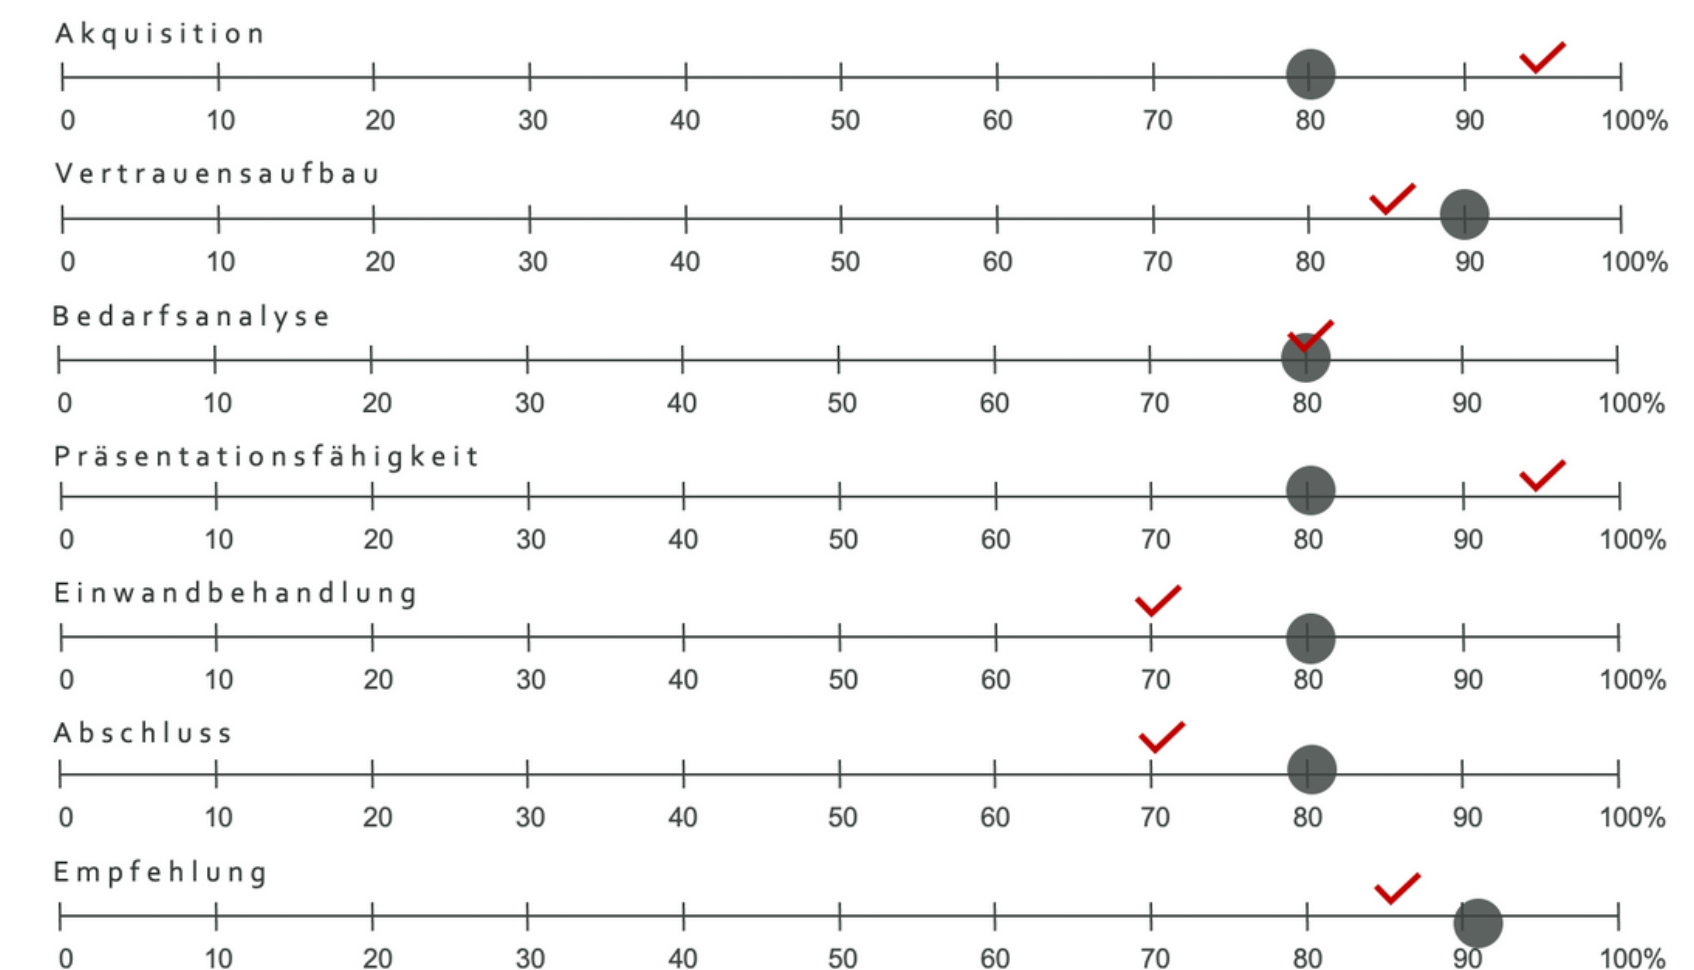 Akquisition
0 10 20 30 40 50 60 70 80 90 100%
Vertrauensaufbau
0 10 20 30 40 50 60 70 80 90 100%
Bedarfsanalyse
0 10 20 30 40 50 60 70 80 90 100%
Präsentationsfähigkeit
0 10 20 30 40 50 60 70 80 90 100%
Einwandbehandlung
0 10 20 30 40 50 60 70 80 90 100%
Abschluss
0 10 20 30 40 50 60 70 80 90 100%
Empfehlung
0 10 20 30 40 50 60 70 80 90 100%